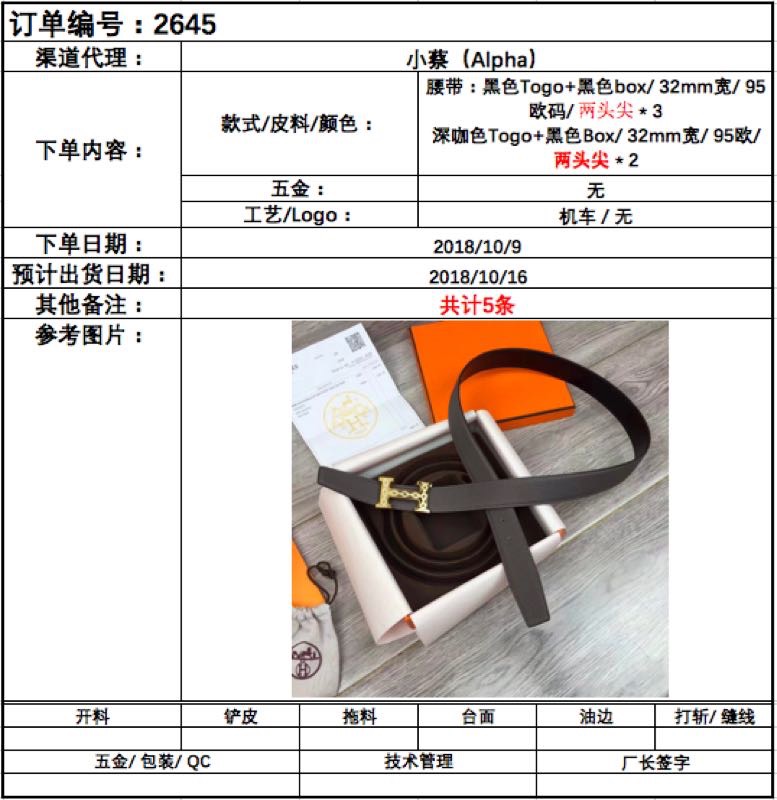 订单编号：2645
渠道代理：
小蔡（Alpha）
下单内容：
款式/皮料/颜色：
腰带：黑色Togo+黑色box/ 32mm宽/ 95
欧码/ 两头尖 * 3
深咖色Togo+黑色Box/ 32mm宽/ 95欧/
两头尖 * 2
五金：
无
工艺/Logo：
机车 / 无
下单日期：
2018/10/9
预计出货日期：
2018/10/16
其他备注：
共计5条
参考图片：
开料
铲皮
拖料
台面
油边
打斩/ 缝线
五金/ 包装/ QC
技术管理
厂长签字